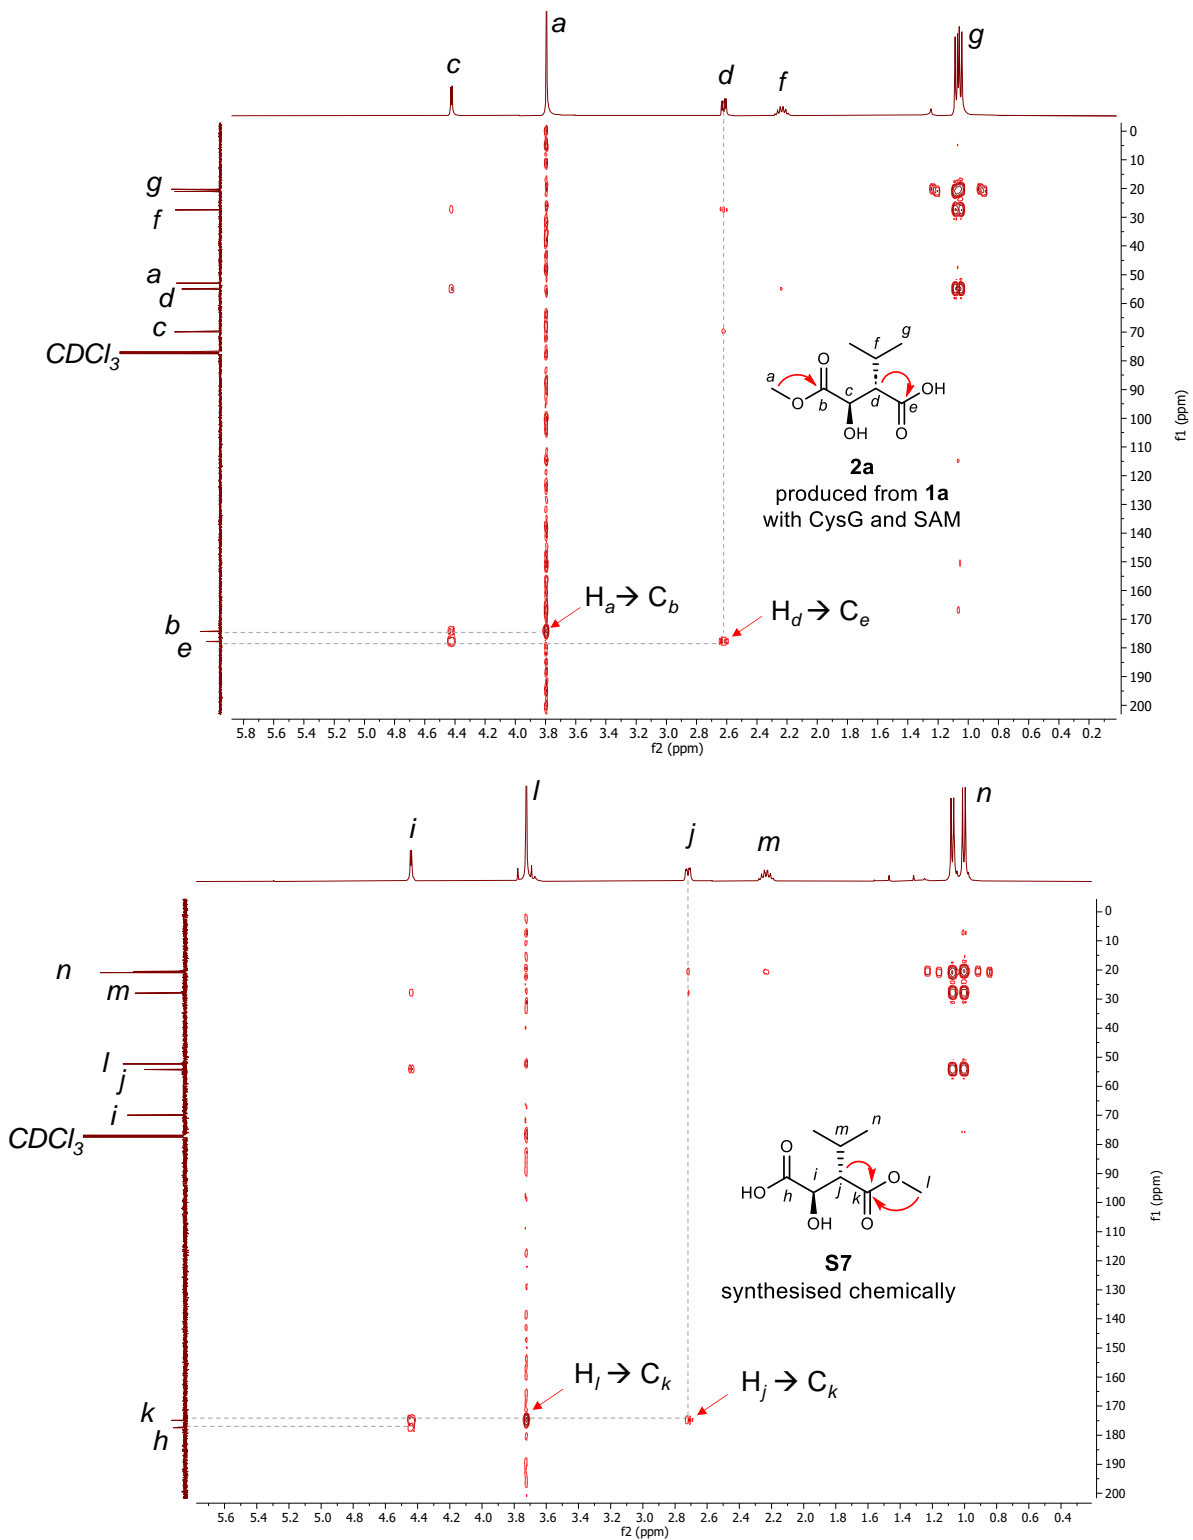 a
c
d
f
g
0
10
20
30
40
50
60
70
80
90
100
110
120
130
140
150
160
170
180
190
200
f1 (ppm)
g
f
a
d
c
CDCl3
b
e
f
g
a
O
O
b
c
d
e
OH
OH
O
2a
produced from 1a
with CysG and SAM
Ha → Cb
Hd → Ce
5.8 5.6 5.4 5.2 5.0 4.8 4.6 4.4 4.2 4.0 3.8 3.6 3.4 3.2 3.0 2.8 2.6 2.4 2.2 2.0 1.8 1.6 1.4 1.2 1.0 0.8 0.6 0.4 0.2
f2 (ppm)
l
i
j
m
n
0
10
20
30
40
50
60
70
80
90
100
110
120
130
140
150
160
170
180
190
200
f1 (ppm)
n
m
l
j
i
CDCl3
k
h
m
n
O
HO
h
i
j
k
O
l
OH
O
S7
synthesised chemically
Hl → Ck
Hj → Ck
5.6 5.4 5.2 5.0 4.8 4.6 4.4 4.2 4.0 3.8 3.6 3.4 3.2 3.0 2.8 2.6 2.4 2.2 2.0 1.8 1.6 1.4 1.2 1.0 0.8 0.6 0.4 0.2
f2 (ppm)